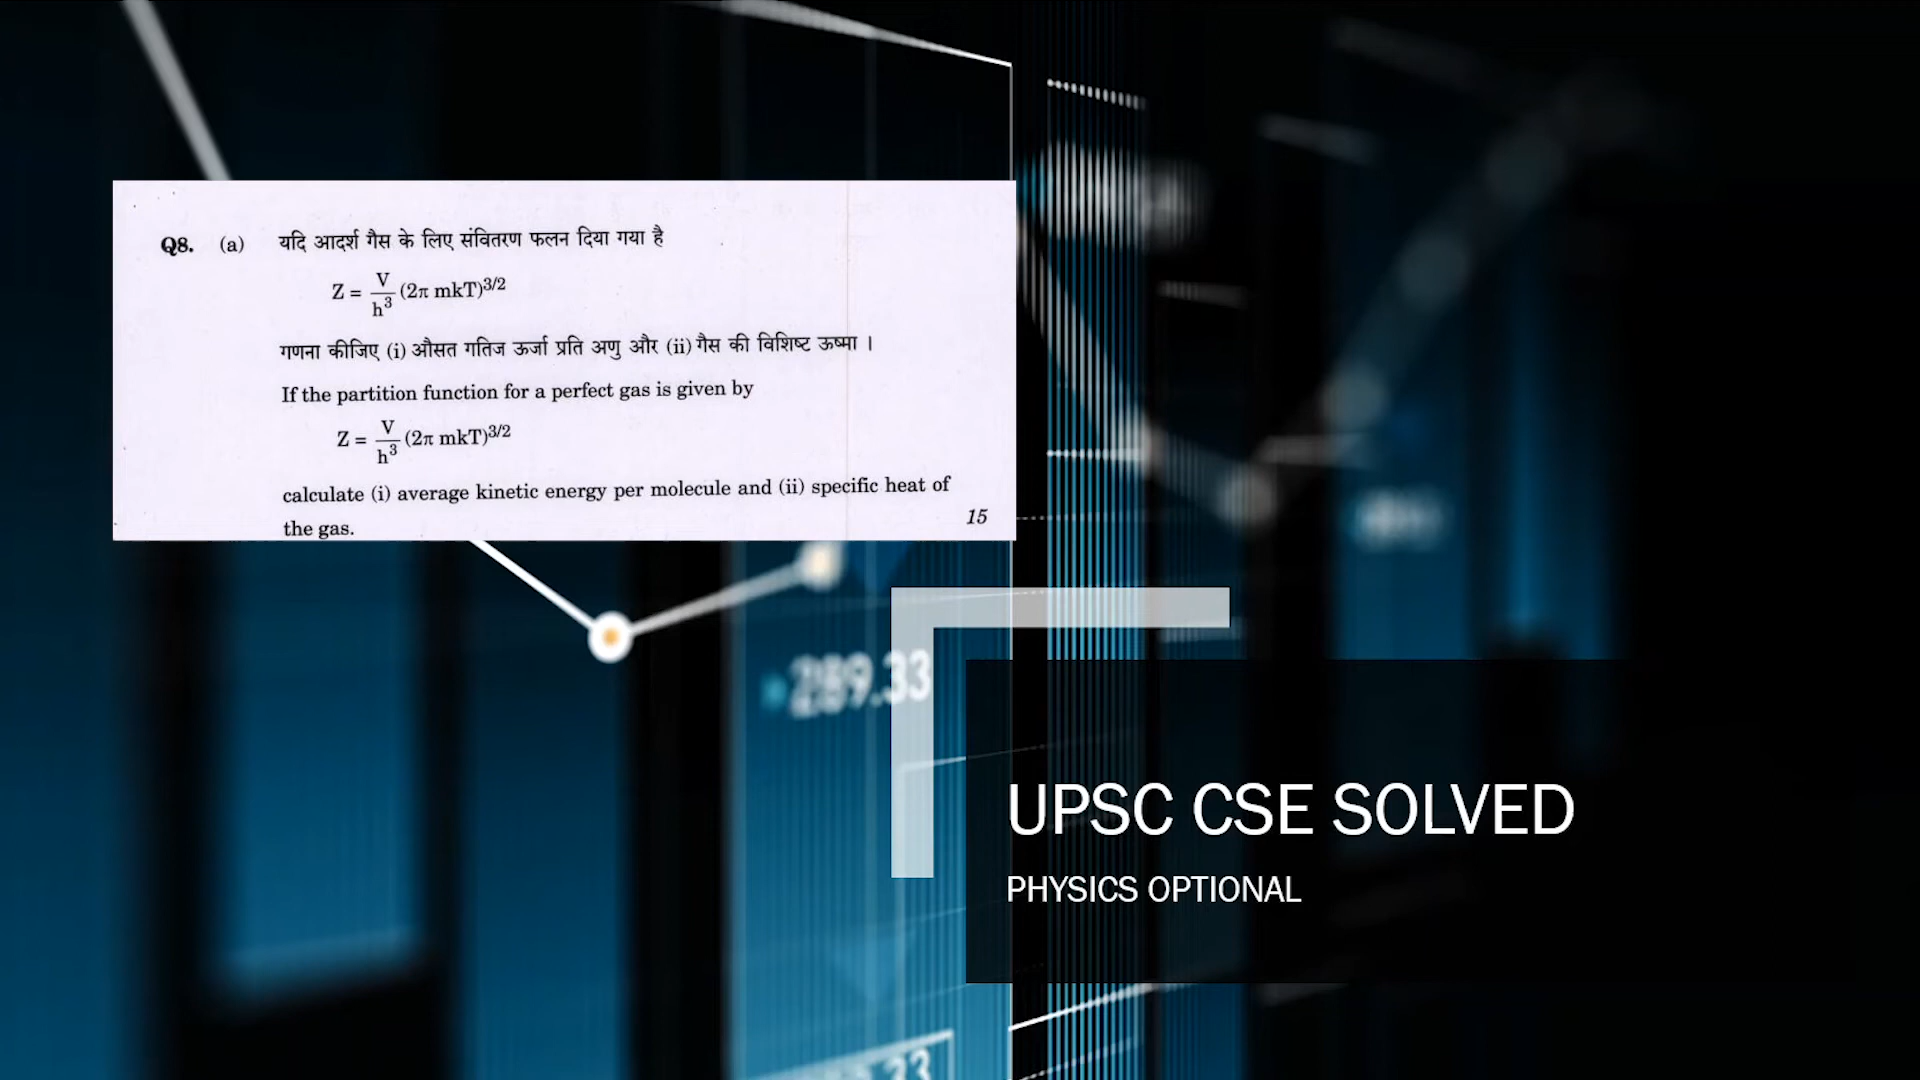 Q8. (a) यदि आदर्श गैस के लिए संवितरण फलन दिया गया है
Z = V/h³ (2π mkT)^3/2
गणना कीजिए (i) औसत गतिज ऊर्जा प्रति अणु और (ii) गैस की विशिष्ट ऊष्मा ।
If the partition function for a perfect gas is given by
Z = V/h³ (2π mkT)^3/2
calculate (i) average kinetic energy per molecule and (ii) specific heat of
the gas. 15
289.33
UPSC CSE SOLVED
PHYSICS OPTIONAL